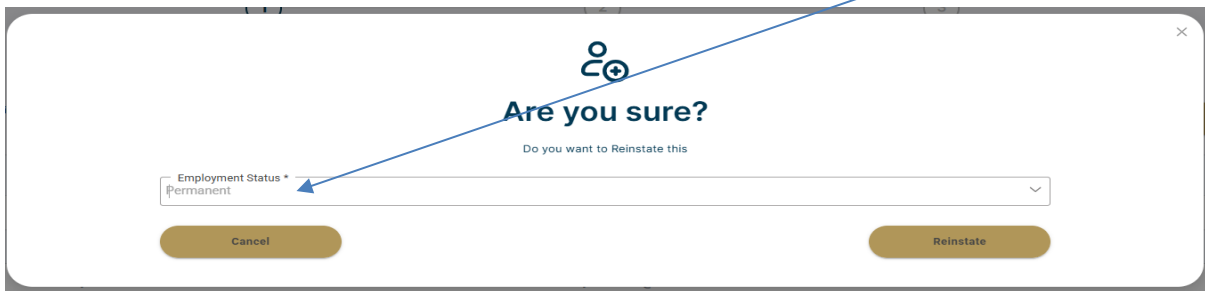 Are you sure?
Do you want to Reinstate this
Employment Status *
Permanent
Cancel
Reinstate